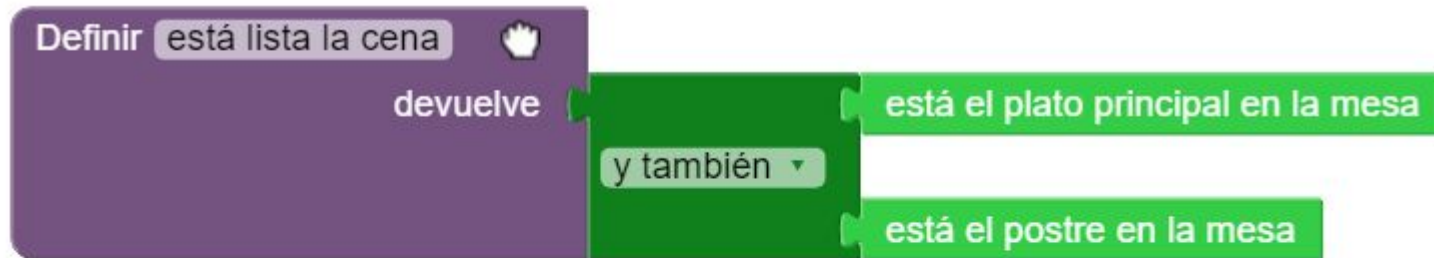 Definir está lista la cena
devuelve
está el plato principal en la mesa
y también
está el postre en la mesa